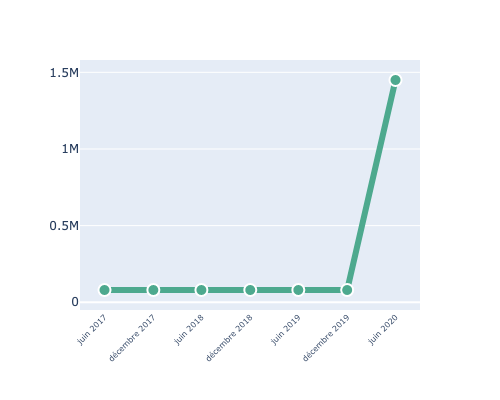 1.5M
1M
0.5M
0
juin 2017
décembre 2017
juin 2018
décembre 2018
juin 2019
décembre 2019
juin 2020